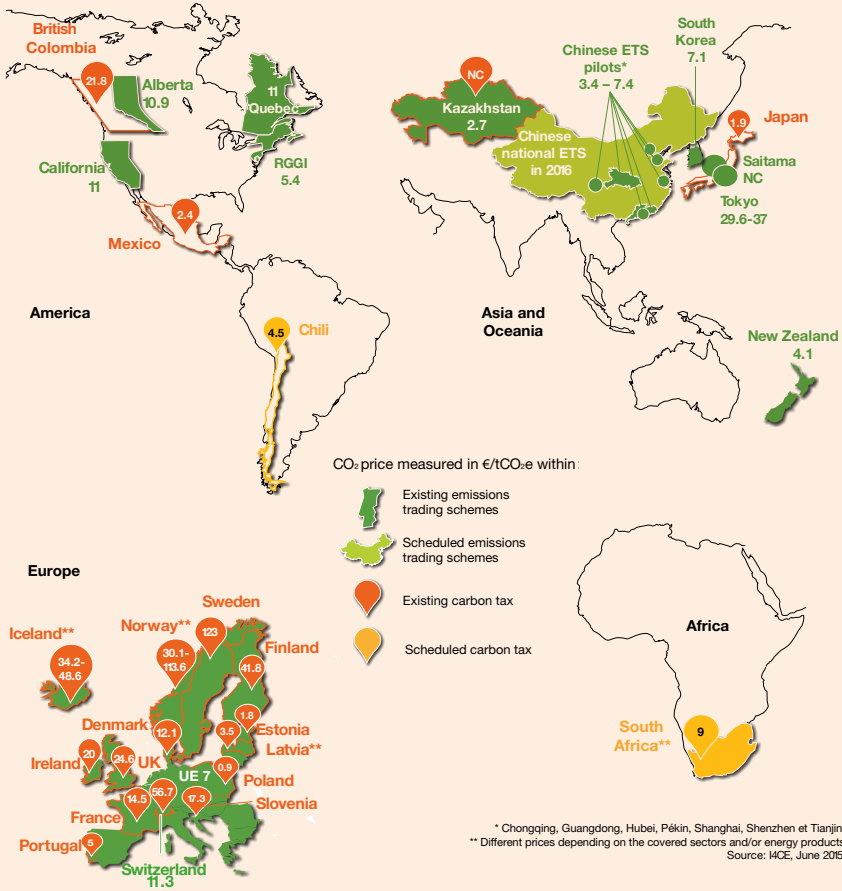 British
Colombia
21.8
Alberta
10.9
11
Quebec
California
11
RGGI
5.4
2.4
Mexico
America
4.5
Chili
South
Korea
7.1
Chinese ETS
pilots*
3.4 – 7.4
NC
Kazakhstan
2.7
Chinese
national ETS
in 2016
1.9
Japan
Saitama
NC
Tokyo
29.6-37
Asia and
Oceania
New Zealand
4.1
CO₂ price measured in €/tCO₂e within :
Existing emissions
trading schemes
Scheduled emissions
trading schemes
Existing carbon tax
Scheduled carbon tax
Europe
Sweden
123
Norway**
30.1-
113.6
Iceland**
34.2-
48.6
Finland
41.8
Denmark
12.1
1.8
Estonia
3.5
Latvia**
Ireland
20
24.6
UK
UE 7
0.9
Poland
14.5
56.7
17.3
Slovenia
France
Portugal
5
Switzerland
11.3
Africa
South
Africa**
9
* Chongqing, Guangdong, Hubei, Pékin, Shanghai, Shenzhen et Tianjin
** Different prices depending on the covered sectors and/or energy products
Source: I4CE, June 2015